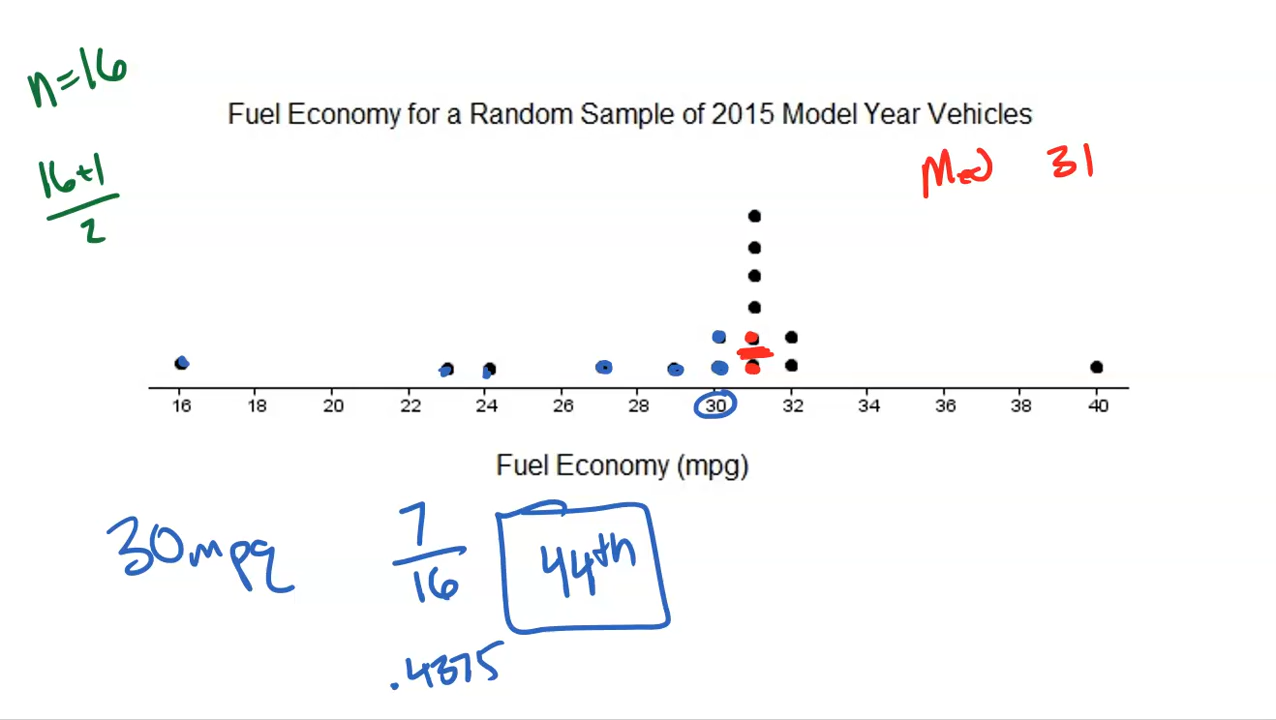 n=16
Fuel Economy for a Random Sample of 2015 Model Year Vehicles
16+1
2
Med 31
16 18 20 22 24 26 28 30 32 34 36 38 40
Fuel Economy (mpg)
30mpg
7
16
44th
.4375